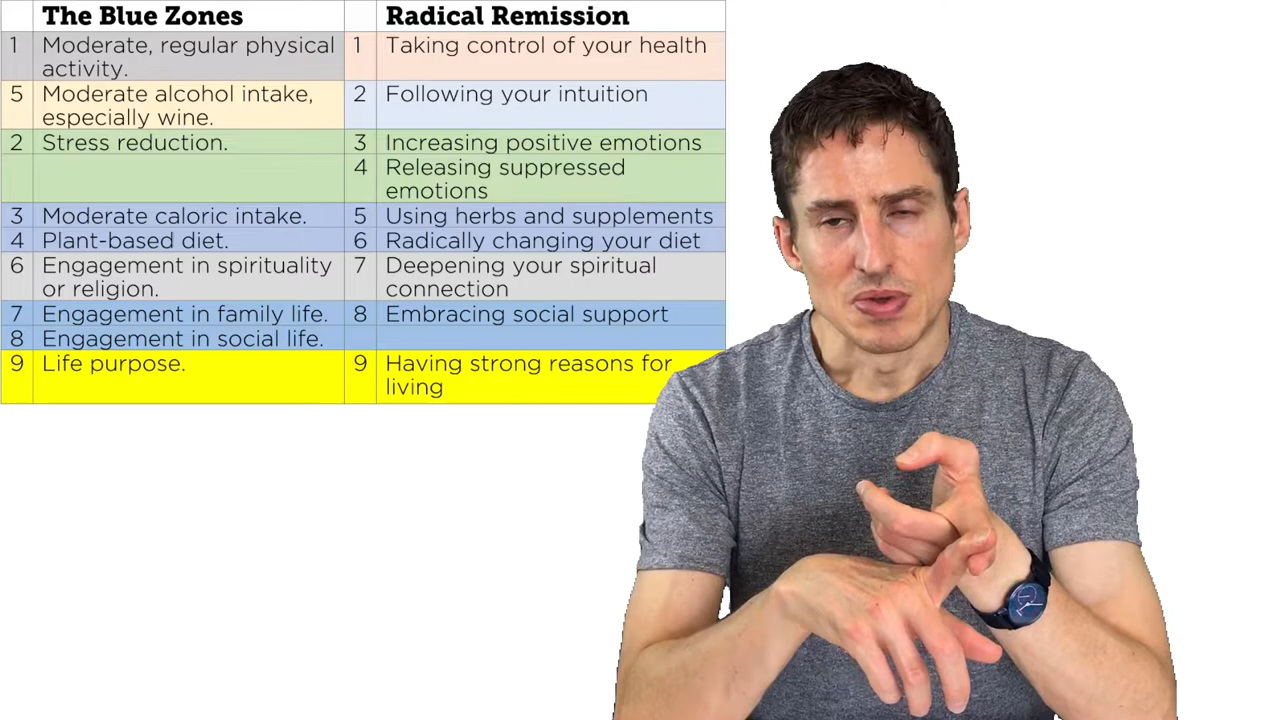 The Blue Zones Radical Remission
1 Moderate, regular physical 1 Taking control of your health
activity.
5 Moderate alcohol intake, 2 Following your intuition
especially wine.
2 Stress reduction. 3 Increasing positive emotions
4 Releasing suppressed
emotions
3 Moderate caloric intake. 5 Using herbs and supplements
4 Plant-based diet. 6 Radically changing your diet
6 Engagement in spirituality 7 Deepening your spiritual
or religion. connection
7 Engagement in family life. 8 Embracing social support
8 Engagement in social life.
9 Life purpose. 9 Having strong reasons for
living